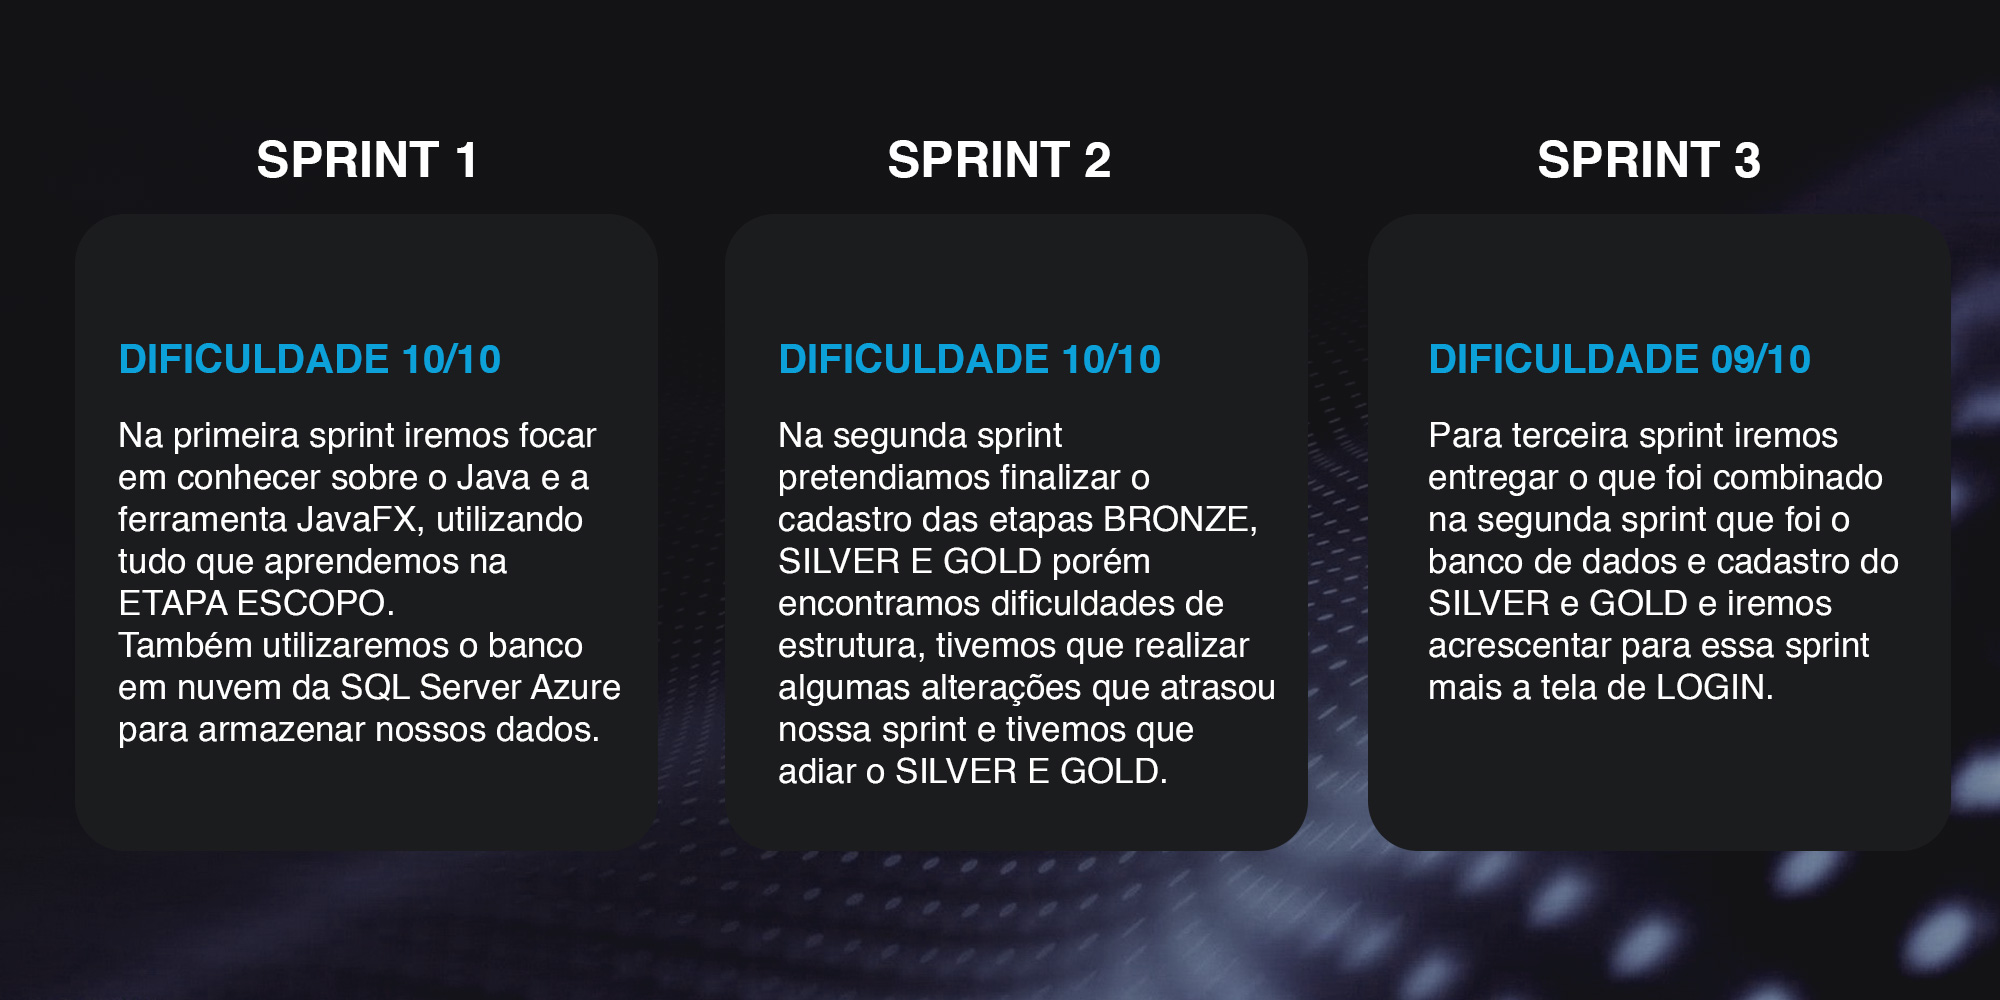 SPRINT 1
DIFICULDADE 10/10
Na primeira sprint iremos focar
em conhecer sobre o Java e a
ferramenta JavaFX, utilizando
tudo que aprendemos na
ETAPA ESCOPO.
Também utilizaremos o banco
em nuvem da SQL Server Azure
para armazenar nossos dados.
SPRINT 2
DIFICULDADE 10/10
Na segunda sprint
pretendiamos finalizar o
cadastro das etapas BRONZE,
SILVER E GOLD porém
encontramos dificuldades de
estrutura, tivemos que realizar
algumas alterações que atrasou
nossa sprint e tivemos que
adiar o SILVER E GOLD.
SPRINT 3
DIFICULDADE 09/10
Para terceira sprint iremos
entregar o que foi combinado
na segunda sprint que foi o
banco de dados e cadastro do
SILVER e GOLD e iremos
acrescentar para essa sprint
mais a tela de LOGIN.